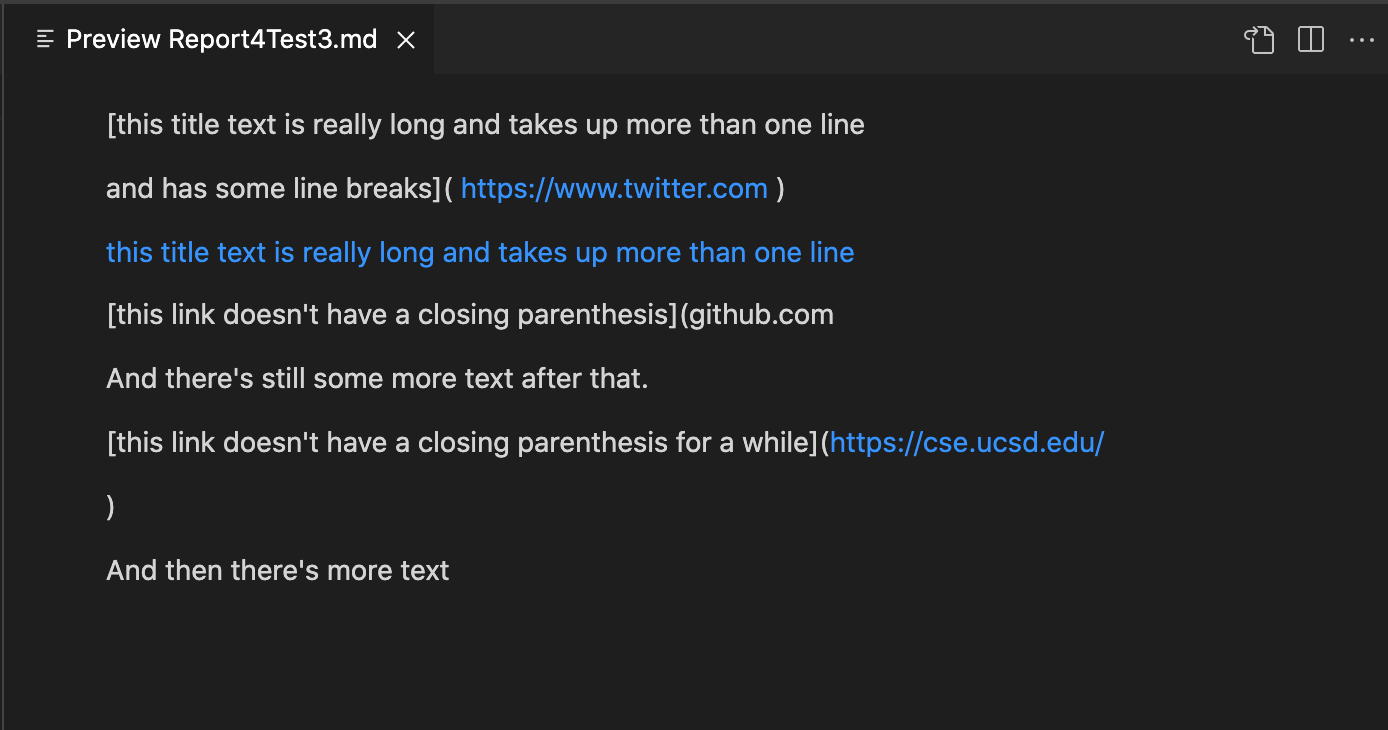 Preview Report4Test3.md
[this title text is really long and takes up more than one line
and has some line breaks]( https://www.twitter.com )
this title text is really long and takes up more than one line
[this link doesn't have a closing parenthesis](github.com
And there's still some more text after that.
[this link doesn't have a closing parenthesis for a while](https://cse.ucsd.edu/
)
And then there's more text